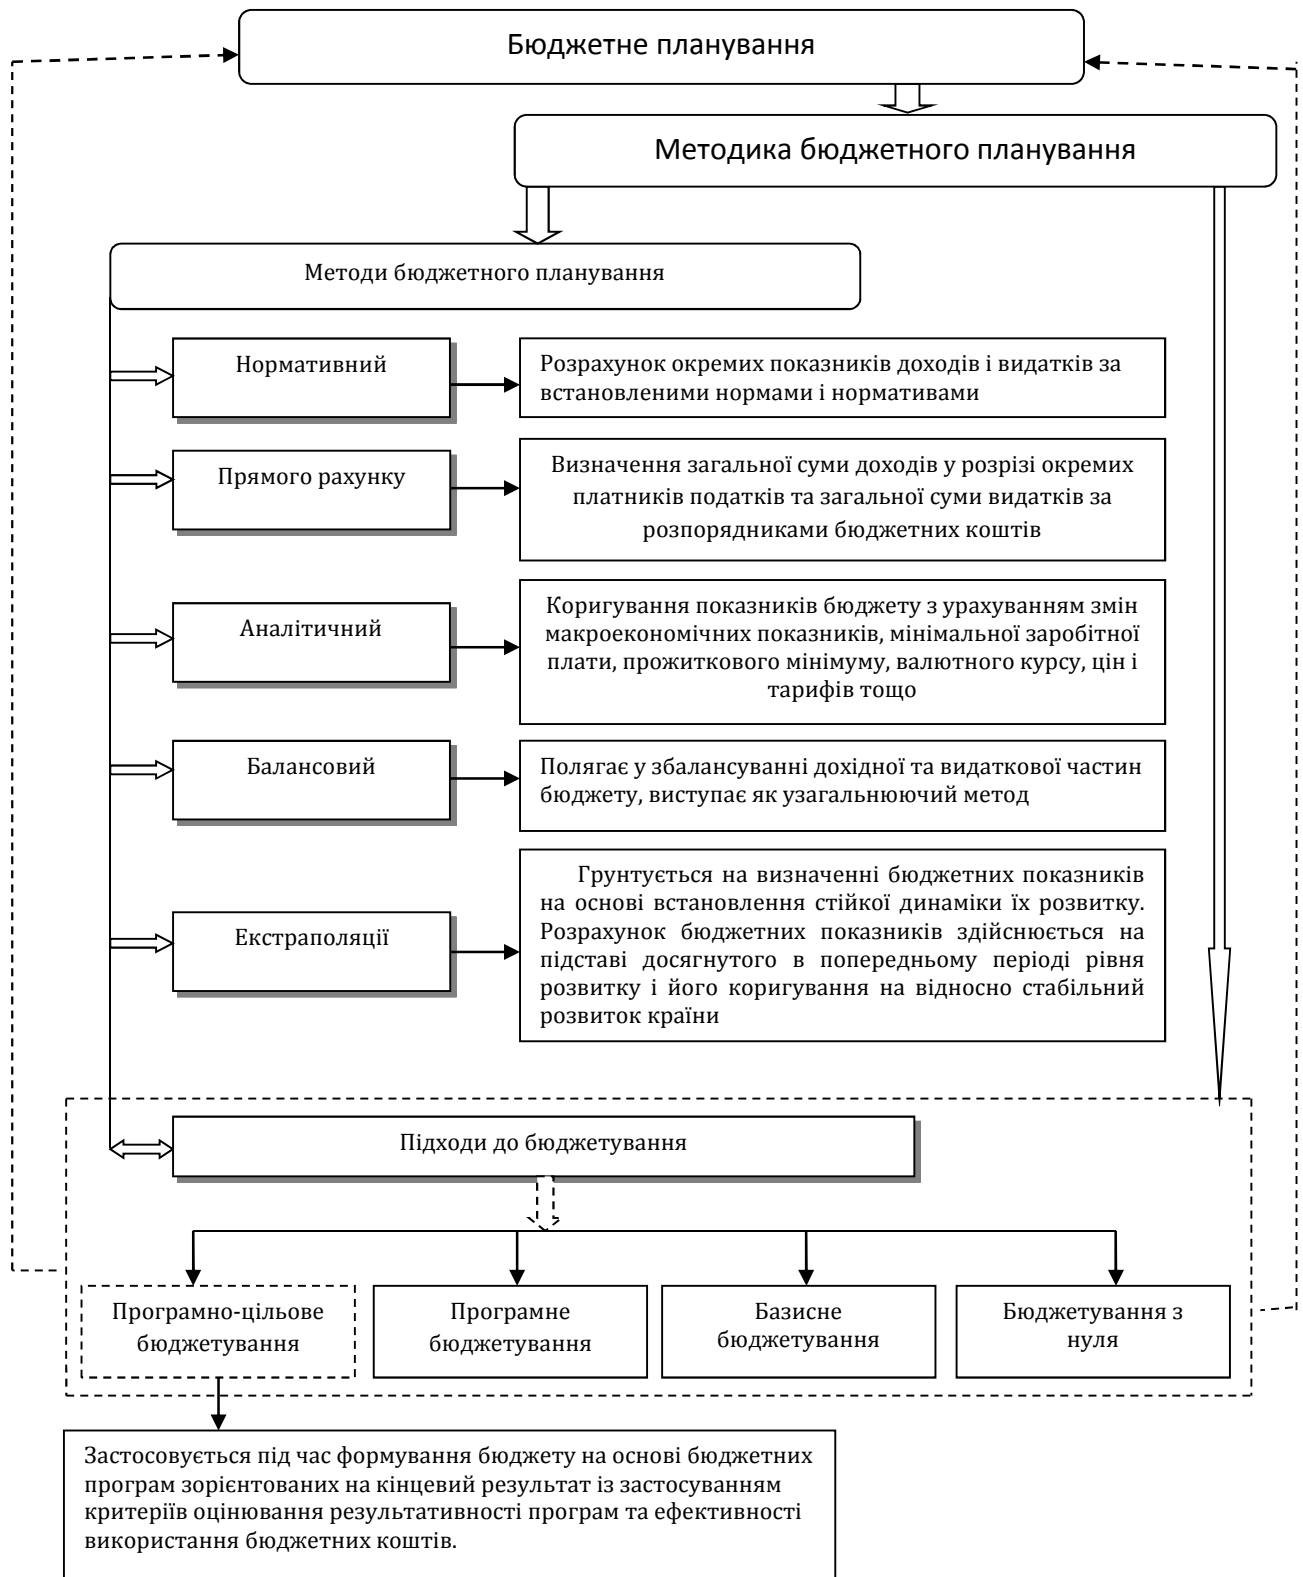 Бюджетне планування
Методика бюджетного планування
Методи бюджетного планування
Нормативний
Розрахунок окремих показників доходів і видатків за
встановленими нормами і нормативами
Прямого рахунку
Визначення загальної суми доходів у розрізі окремих
платників податків та загальної суми видатків за
розпорядниками бюджетних коштів
Аналітичний
Коригування показників бюджету з урахуванням змін
макроекономічних показників, мінімальної заробітної
плати, прожиткового мінімуму, валютного курсу, цін і
тарифів тощо
Балансовий
Полягає у збалансуванні дохідної та видаткової частин
бюджету, виступає як узагальнюючий метод
Екстраполяції
Грунтується на визначенні бюджетних показників
на основі встановлення стійкої динаміки їх розвитку.
Розрахунок бюджетних показників здійснюється на
підставі досягнутого в попередньому періоді рівня
розвитку і його коригування на відносно стабільний
розвиток країни
Підходи до бюджетування
Програмно-цільове
бюджетування
Програмне
бюджетування
Базисне
бюджетування
Бюджетування з
нуля
Застосовується під час формування бюджету на основі бюджетних
програм зорієнтованих на кінцевий результат із застосуванням
критеріїв оцінювання результативності програм та ефективності
використання бюджетних коштів.